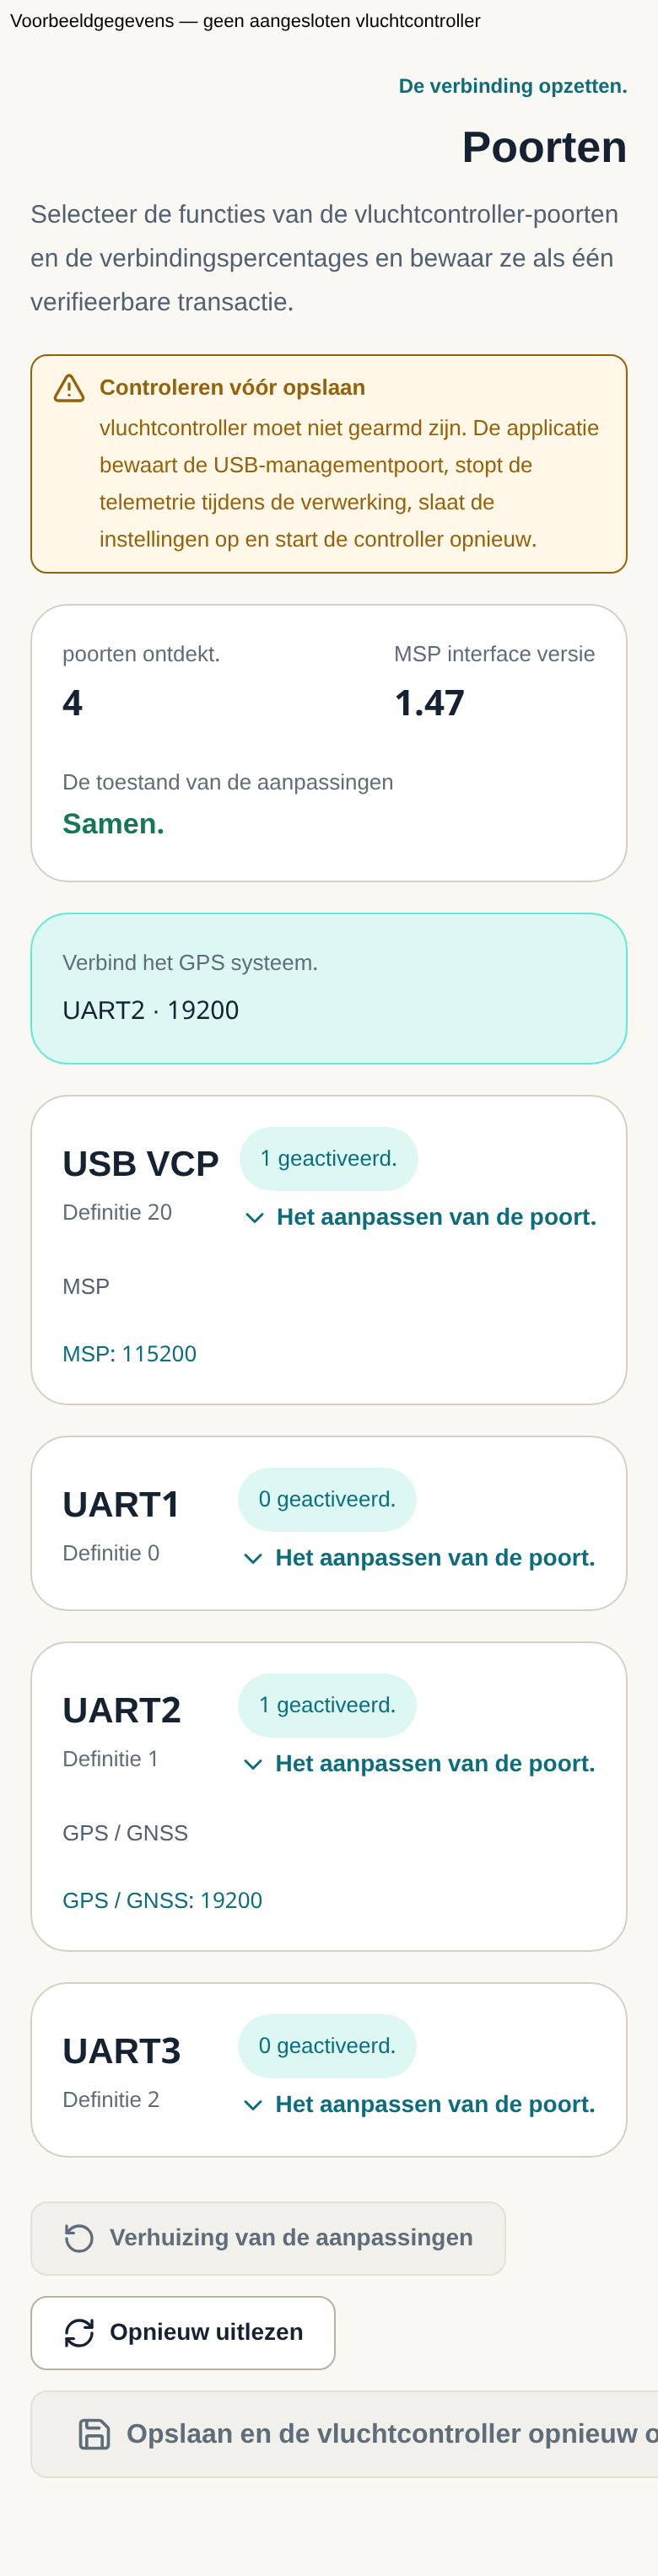 Voorbeeldgegevens — geen aangesloten vluchtcontroller
De verbinding opzetten.
Poorten
Selecteer de functies van de vluchtcontroller-poorten
en de verbindingspercentages en bewaar ze als één
verifieerbare transactie.
Controleren vóór opslaan
vluchtcontroller moet niet gearmd zijn. De applicatie
bewaart de USB-managementpoort, stopt de
telemetrie tijdens de verwerking, slaat de
instellingen op en start de controller opnieuw.
poorten ontdekt.
4
MSP interface versie
1.47
De toestand van de aanpassingen
Samen.
Verbind het GPS systeem.
UART2 · 19200
USB VCP
1 geactiveerd.
Definitie 20
Het aanpassen van de poort.
MSP
MSP: 115200
UART1
0 geactiveerd.
Definitie 0
Het aanpassen van de poort.
UART2
1 geactiveerd.
Definitie 1
Het aanpassen van de poort.
GPS / GNSS
GPS / GNSS: 19200
UART3
0 geactiveerd.
Definitie 2
Het aanpassen van de poort.
Verhuizing van de aanpassingen
Opnieuw uitlezen
Opslaan en de vluchtcontroller opnieuw